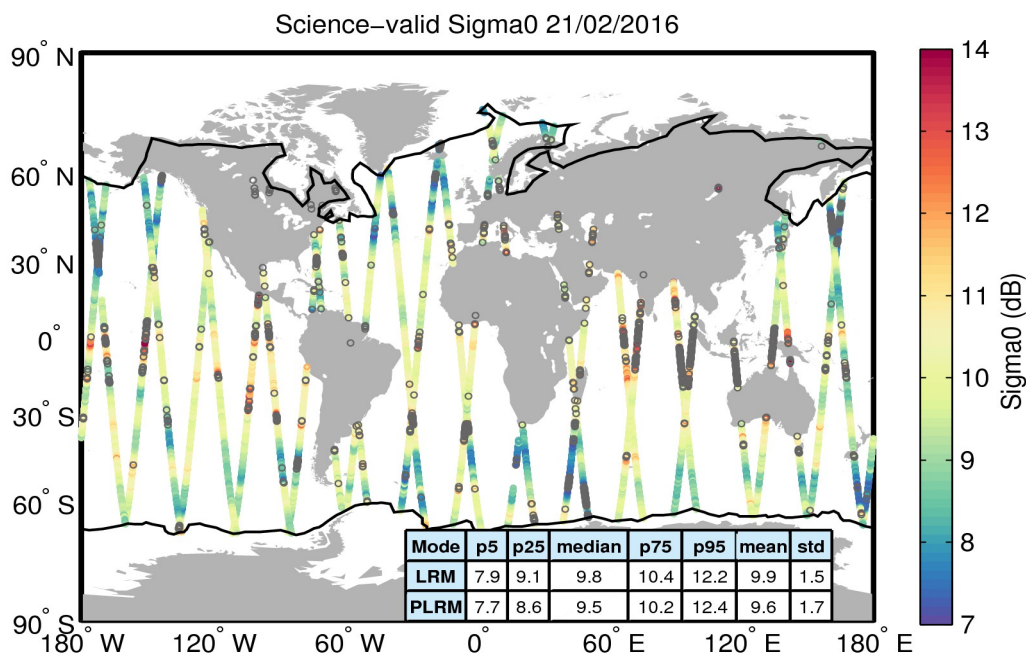 Science−valid Sigma0 21/02/2016
90° N
60° N
30° N
0°
30° S
60° S
90° S
180° W
120° W
60° W
0°
60° E
120° E
180° E
14
13
12
11
10
9
8
7
Sigma0 (dB)
Mode p5 p25 median p75 p95 mean std
LRM 7.9 9.1 9.8 10.4 12.2 9.9 1.5
PLRM 7.7 8.6 9.5 10.2 12.4 9.6 1.7